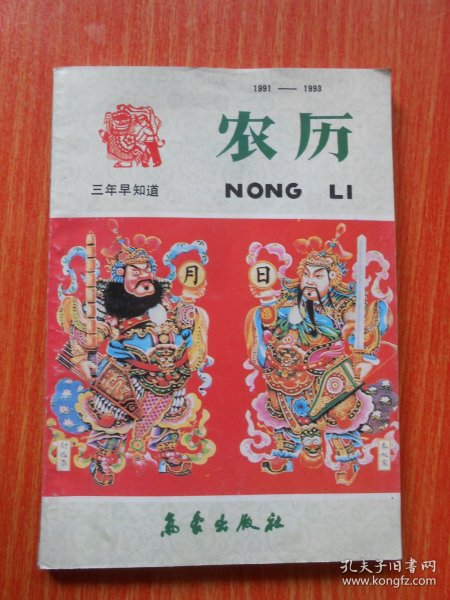 1991 — 1993
农历
三年早知道
NONG LI
月
日
气象出版社
孔夫子旧书网
www.kongfz.com